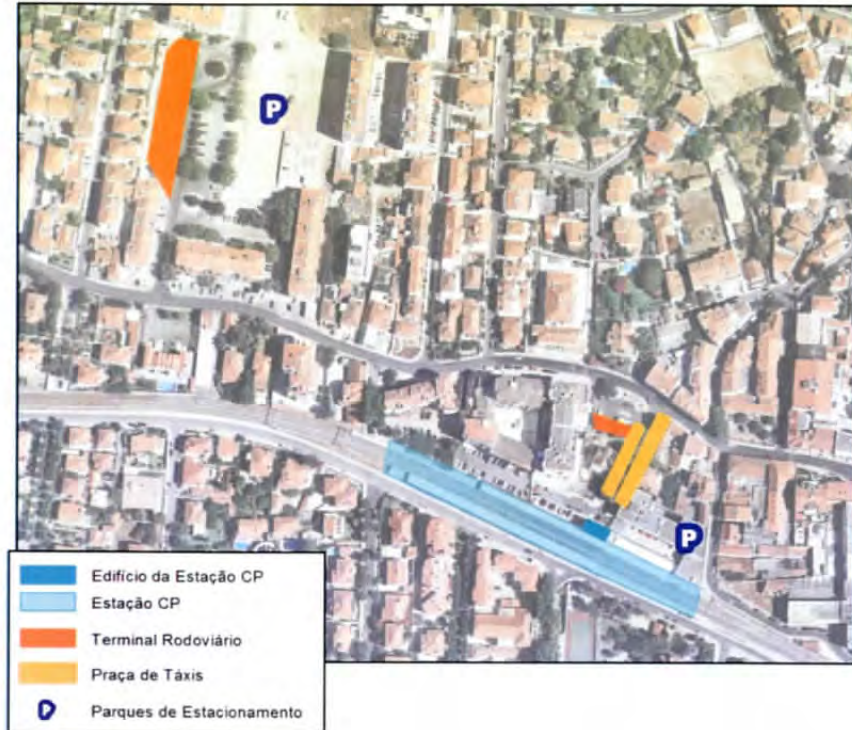 P
P
Edifício da Estação CP
Estação CP
Terminal Rodoviário
Praça de Táxis
P Parques de Estacionamento